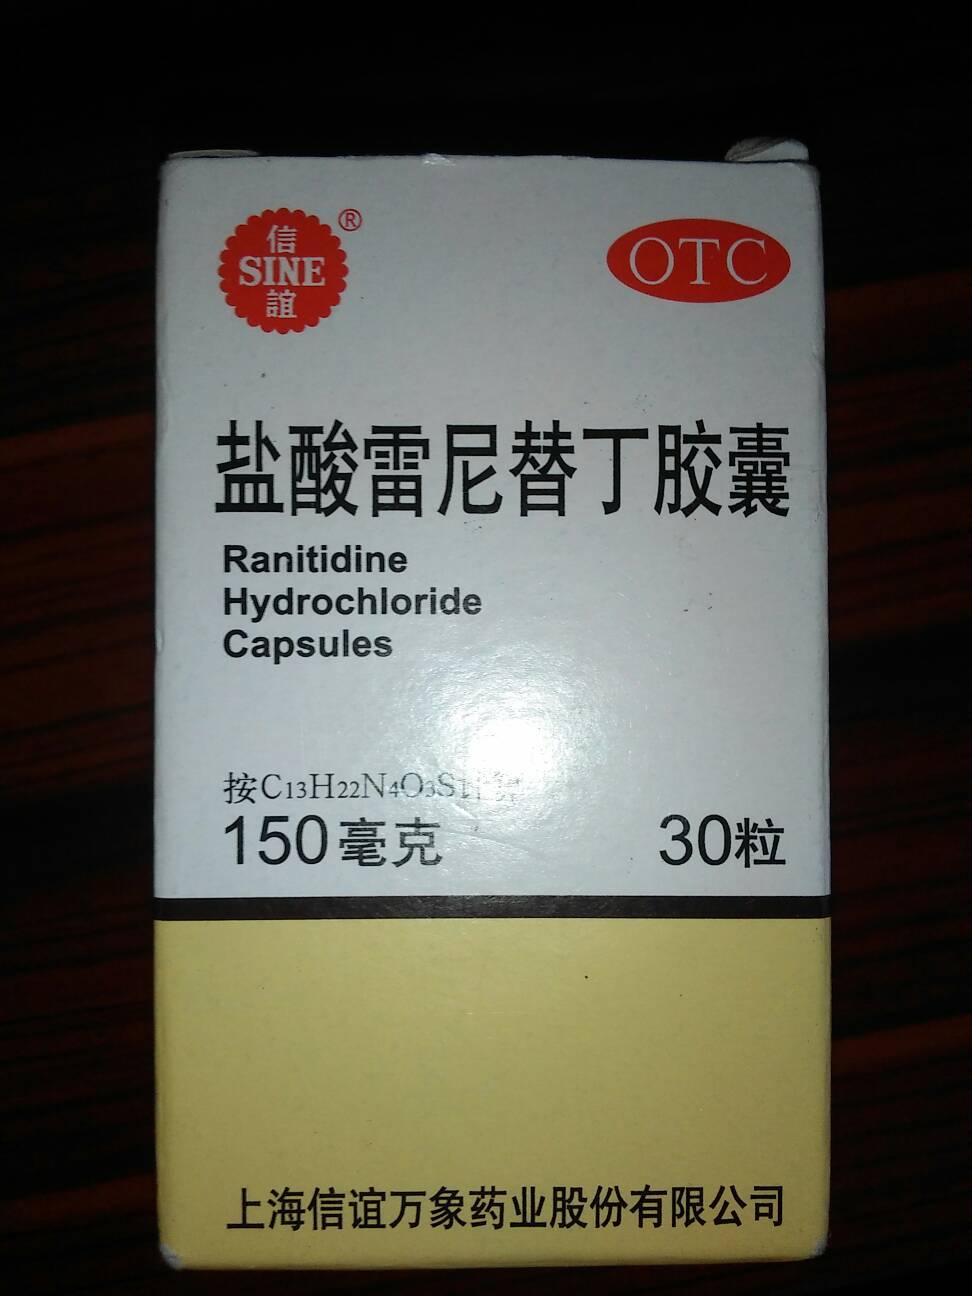 信
SINE
誼
®
OTC
盐酸雷尼替丁胶囊
Ranitidine
Hydrochloride
Capsules
按C13H22N4O3S计算
150毫克
30粒
上海信谊万象药业股份有限公司